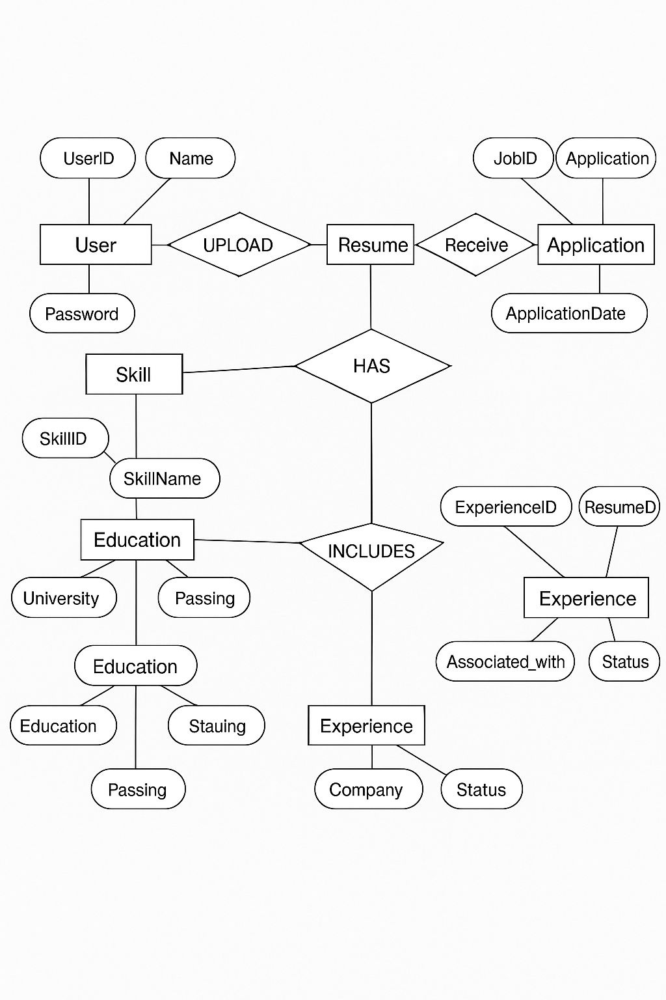 UserID
Name
JobID
Application
User
UPLOAD
Resume
Receive
Application
Password
ApplicationDate
HAS
Skill
SkillID
SkillName
ExperienceID
ResumeD
Education
INCLUDES
University
Passing
Experience
Education
Associated_with
Status
Education
Stauing
Experience
Passing
Company
Status